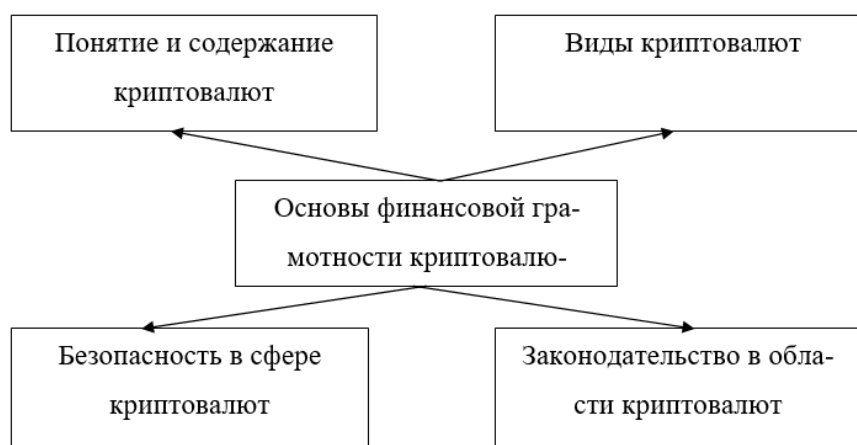 Понятие и содержание
криптовалют
Виды криптовалют
Основы финансовой гра-
мотности криптовалю-
Безопасность в сфере
криптовалют
Законодательство в обла-
сти криптовалют